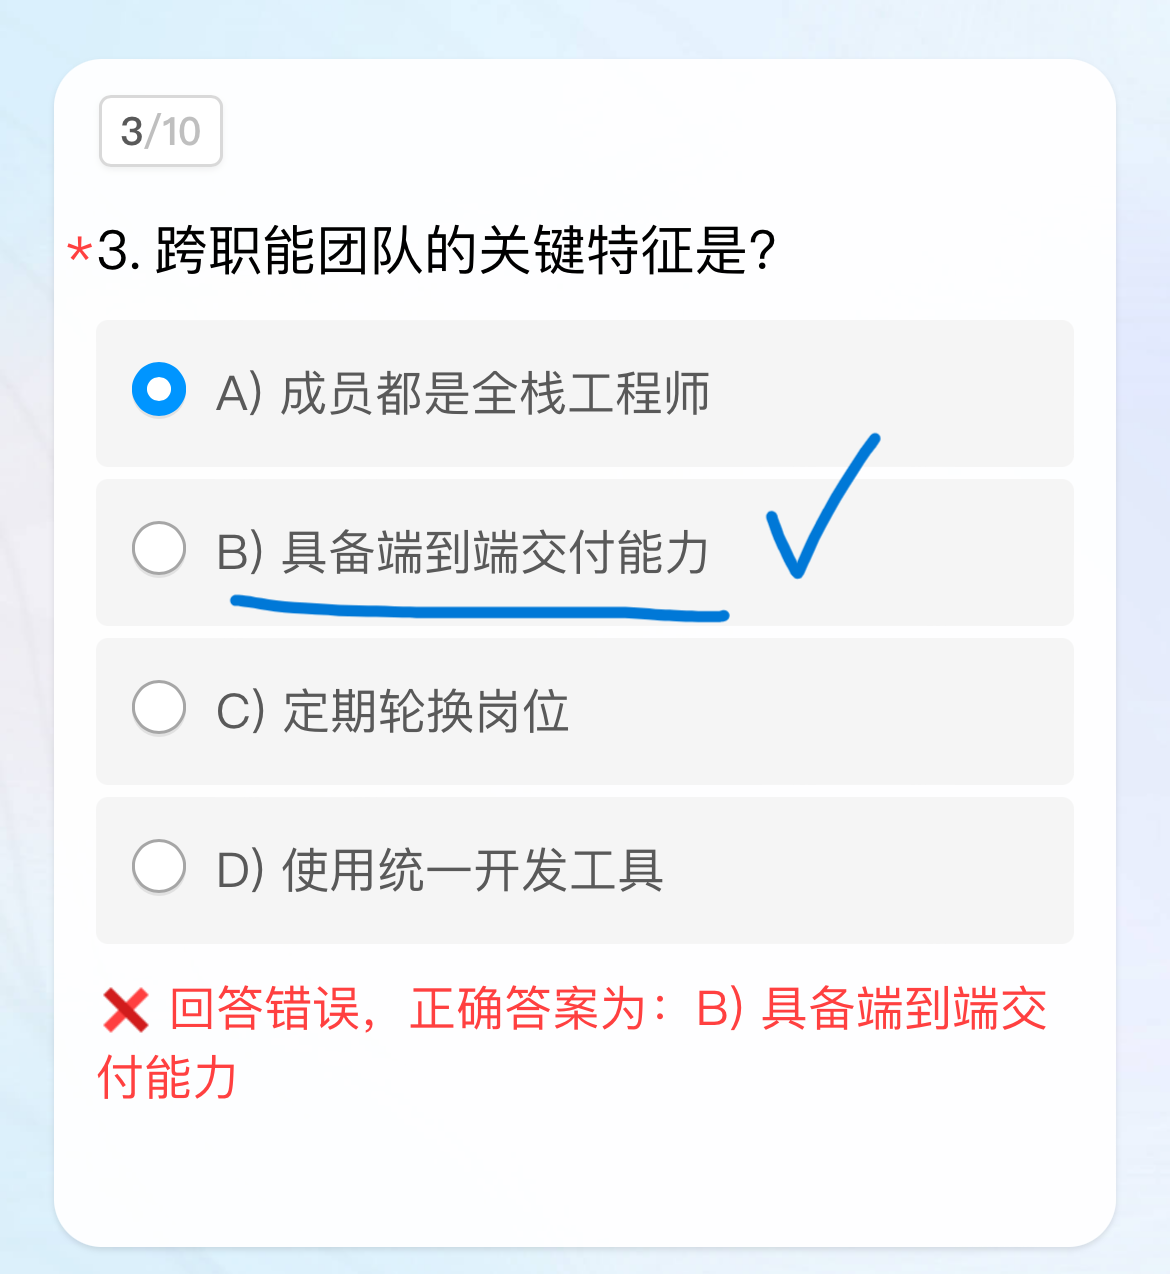 3/10
*3. 跨职能团队的关键特征是?
A) 成员都是全栈工程师
B) 具备端到端交付能力
C) 定期轮换岗位
D) 使用统一开发工具
❌ 回答错误，正确答案为：B) 具备端到端交
付能力